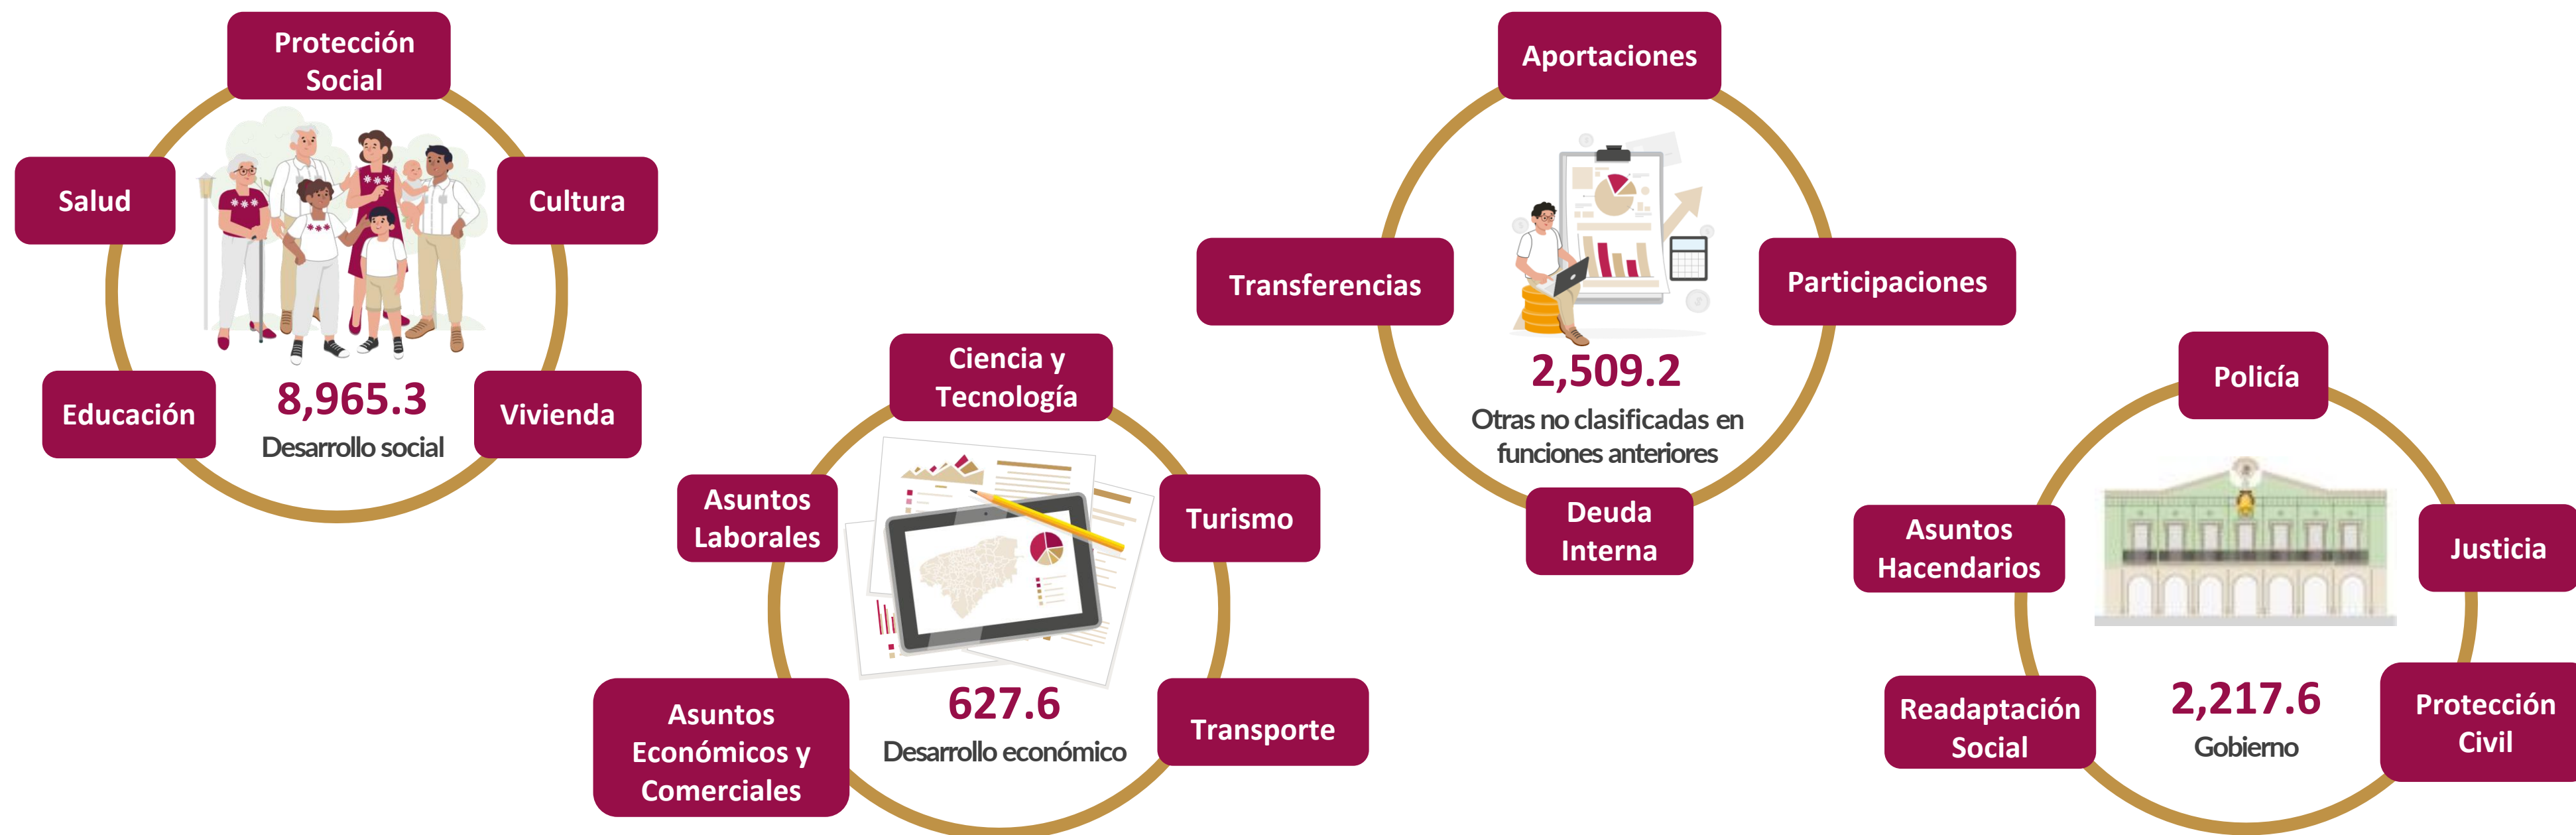 Protección
Social
Salud
Cultura
Educación
Vivienda
8,965.3
Desarrollo social
Ciencia y
Tecnología
Asuntos
Laborales
Turismo
Asuntos
Económicos y
Comerciales
Transporte
627.6
Desarrollo económico
Aportaciones
Transferencias
Participaciones
2,509.2
Otras no clasificadas en
funciones anteriores
Deuda
Interna
Policía
Asuntos
Hacendarios
Justicia
Readaptación
Social
Protección
Civil
2,217.6
Gobierno